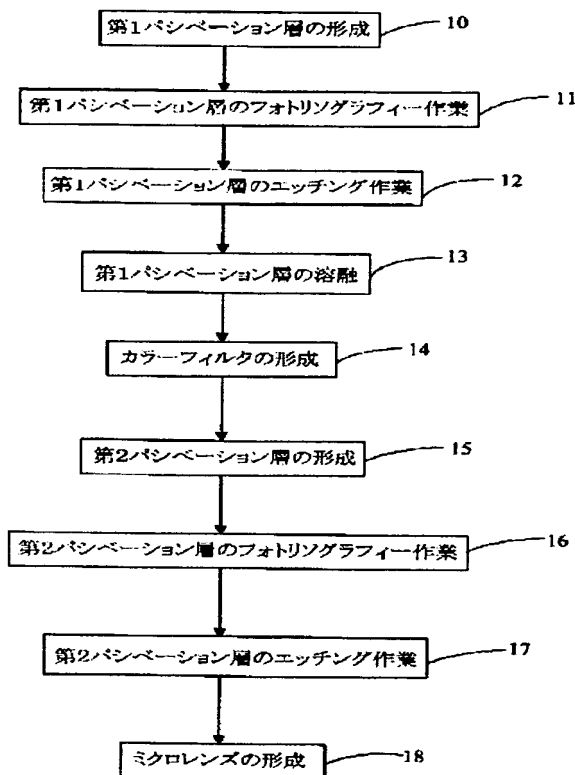 第1パシベーション層の形成
10
第1パシベーション層のフォトリソグラフィー作業
11
第1パシベーション層のエッチング作業
12
第1パシベーション層の溶融
13
カラーフィルタの形成
14
第2パシベーション層の形成
15
第2パシベーション層のフォトリソグラフィー作業
16
第2パシベーション層のエッチング作業
17
ミクロレンズの形成
18